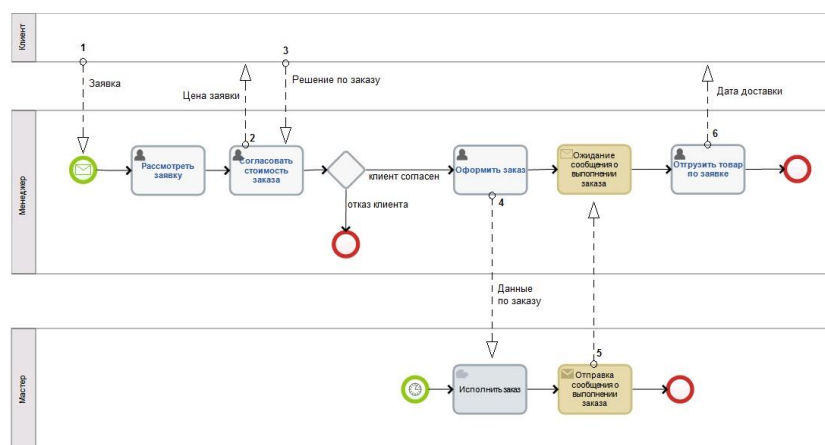 Клиент
1
3
Заявка
Цена заявки
Решение по заказу
Дата доставки
Менеджер
2
6
Рассмотреть
заявку
Согласовать
стоимость
заказа
клиент согласен
отказ клиента
Оформить заказ
4
Ожидание
сообщения о
выполнении
заказа
Отгрузить товар
по заявке
Данные
по заказу
Мастер
5
Исполнить заказ
Отправка
сообщения о
выполнении
заказа